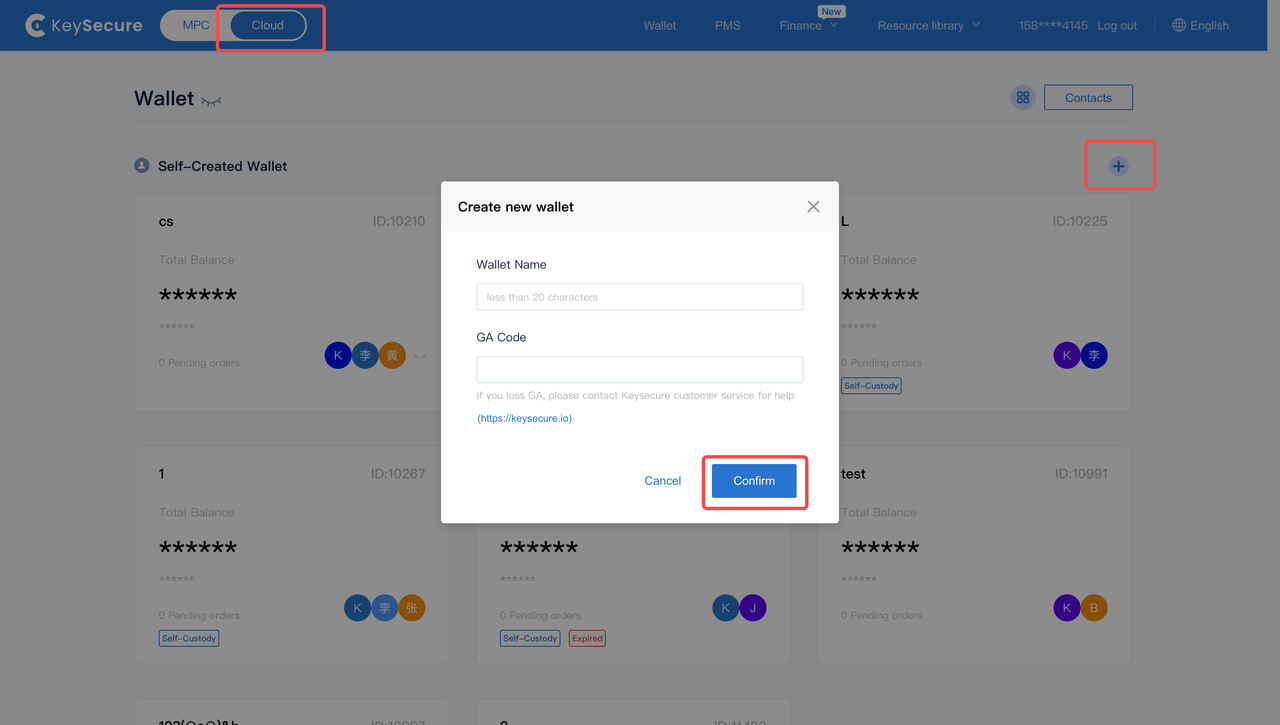 KeySecure MPC Cloud Wallet PMS Finance New Resource library 158****4145 Log out English
Wallet Contacts
Self-Created Wallet
cs ID:10210
Total Balance
******
******
0 Pending orders K 李 黄
L ID:10225
Total Balance
******
******
0 Pending orders K 李
Self-Custody
Create new wallet
Wallet Name
less than 20 characters
GA Code
If you loss GA, please contact Keysecure customer service for help
(https://keysecure.io)
Cancel Confirm
1 ID:10267
Total Balance
******
******
0 Pending orders K 李 张
Self-Custody
******
******
0 Pending orders K J
Self-Custody Expired
test ID:10991
Total Balance
******
******
0 Pending orders K B